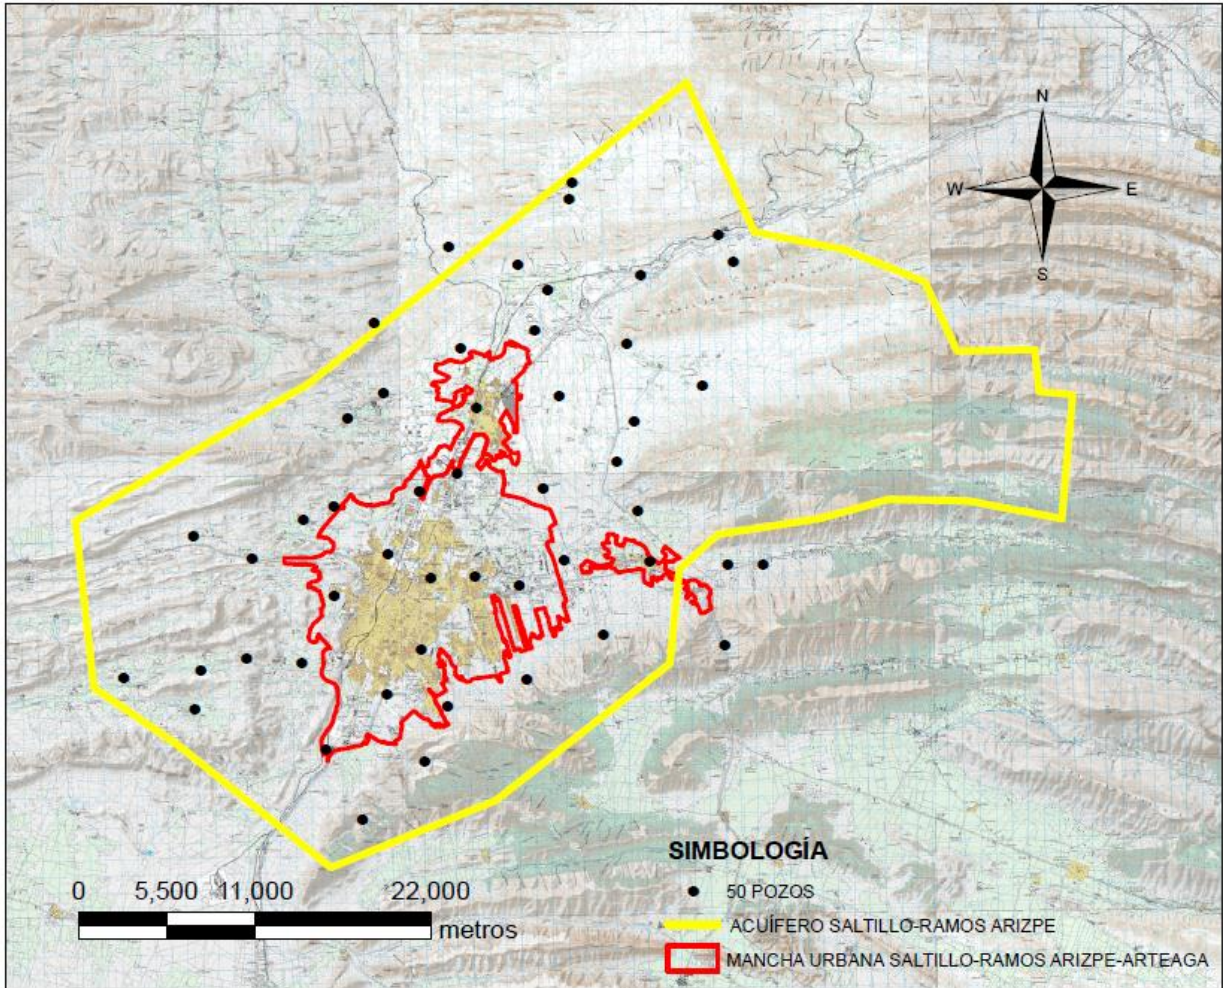 N
W E
S
SIMBOLOGÍA
50 POZOS
ACUÍFERO SALTILLO-RAMOS ARIZPE
MANCHA URBANA SALTILLO-RAMOS ARIZPE-ARTEAGA
0 5,500 11,000 22,000
metros